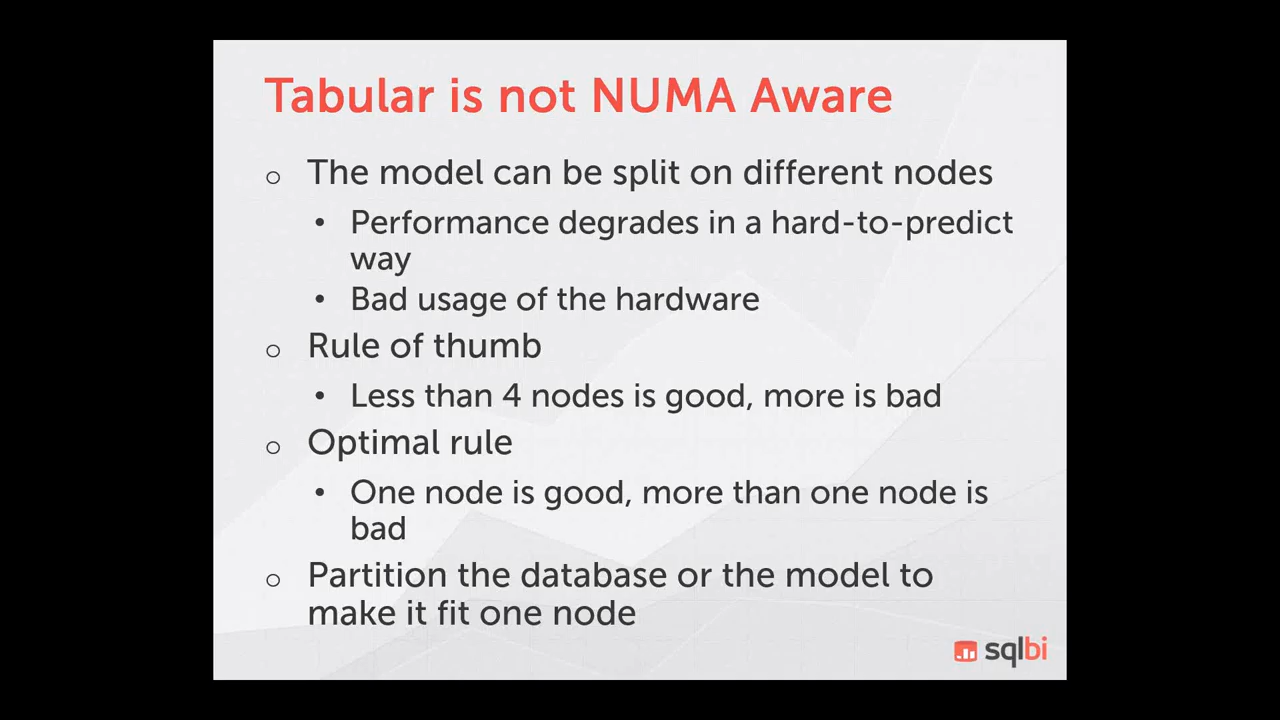 Tabular is not NUMA Aware
o The model can be split on different nodes
• Performance degrades in a hard-to-predict
way
• Bad usage of the hardware
o Rule of thumb
• Less than 4 nodes is good, more is bad
o Optimal rule
• One node is good, more than one node is
bad
o Partition the database or the model to
make it fit one node
sqlbi